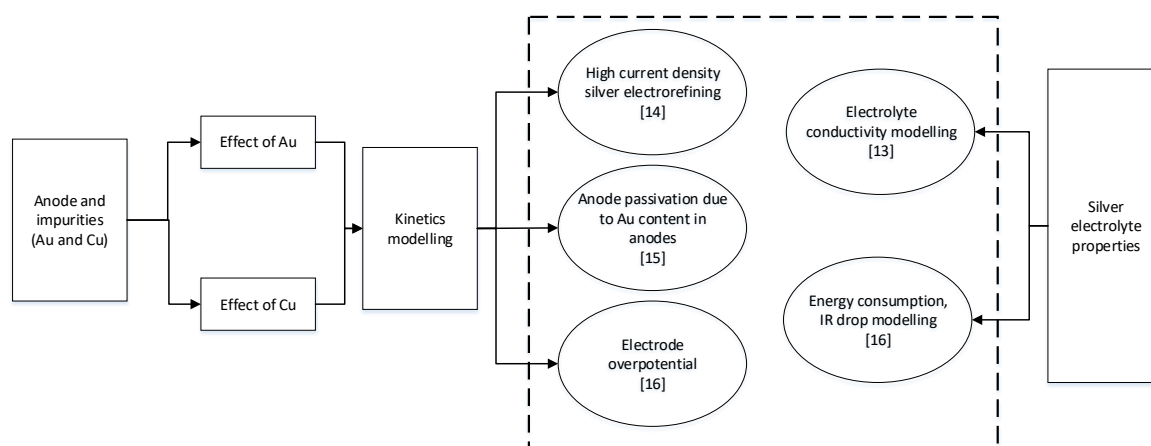 Anode and
impurities
(Au and Cu)
Effect of Au
Effect of Cu
Kinetics
modelling
High current density
silver electrorefining
[14]
Anode passivation due
to Au content in
anodes
[15]
Electrode
overpotential
[16]
Electrolyte
conductivity modelling
[13]
Energy consumption,
IR drop modelling
[16]
Silver
electrolyte
properties